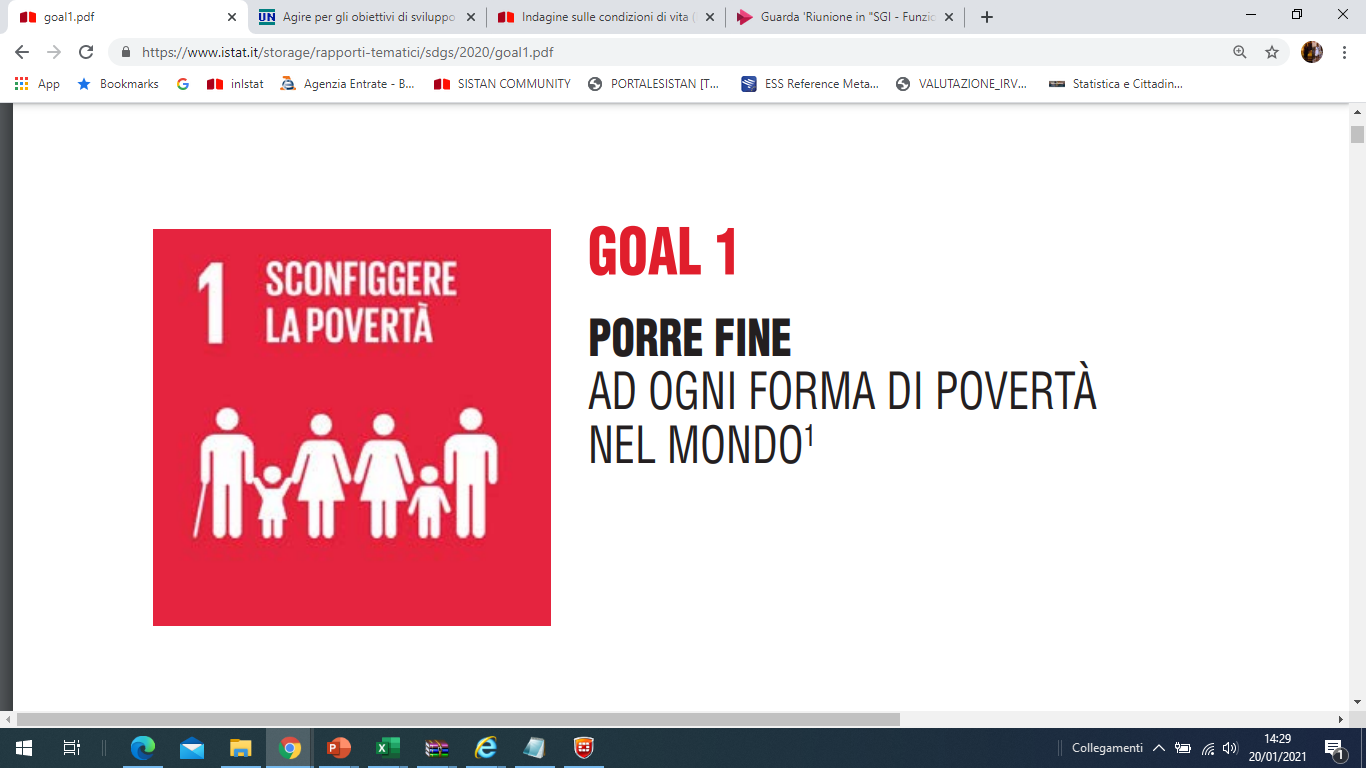 goal1.pdf
Agire per gli obiettivi di sviluppo
Indagine sulle condizioni di vita (
Guarda 'Riunione in "SGI - Funzio
https://www.istat.it/storage/rapporti-tematici/sdgs/2020/goal1.pdf
App
Bookmarks
inIstat
Agenzia Entrate - B...
SISTAN COMMUNITY
PORTALESISTAN [T...
ESS Reference Meta...
VALUTAZIONE_IRV...
Statistica e Cittadin...
1
SCONFIGGERE
LA POVERTÀ
GOAL 1
PORRE FINE
AD OGNI FORMA DI POVERTÀ
NEL MONDO1
Collegamenti
14:29
20/01/2021
1